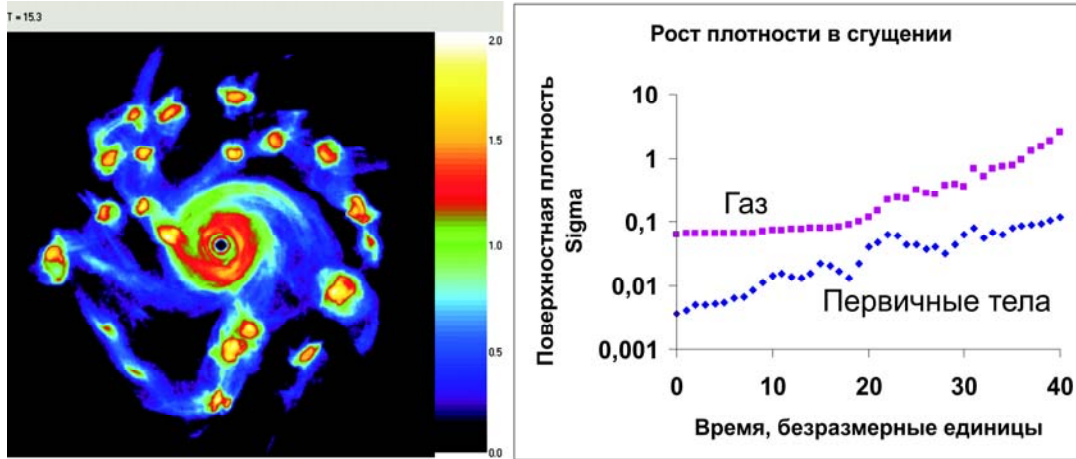 T = 15.3
2.0
1.5
1.0
0.5
0.0
Рост плотности в сгущении
Поверхностная плотность
Sigma
10
1
0,1
0,01
0,001
Газ
Первичные тела
0
10
20
30
40
Время, безразмерные единицы